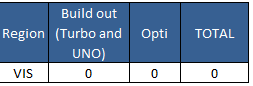 Region Build out (Turbo and UNO) Opti TOTAL
VIS 0 0 0